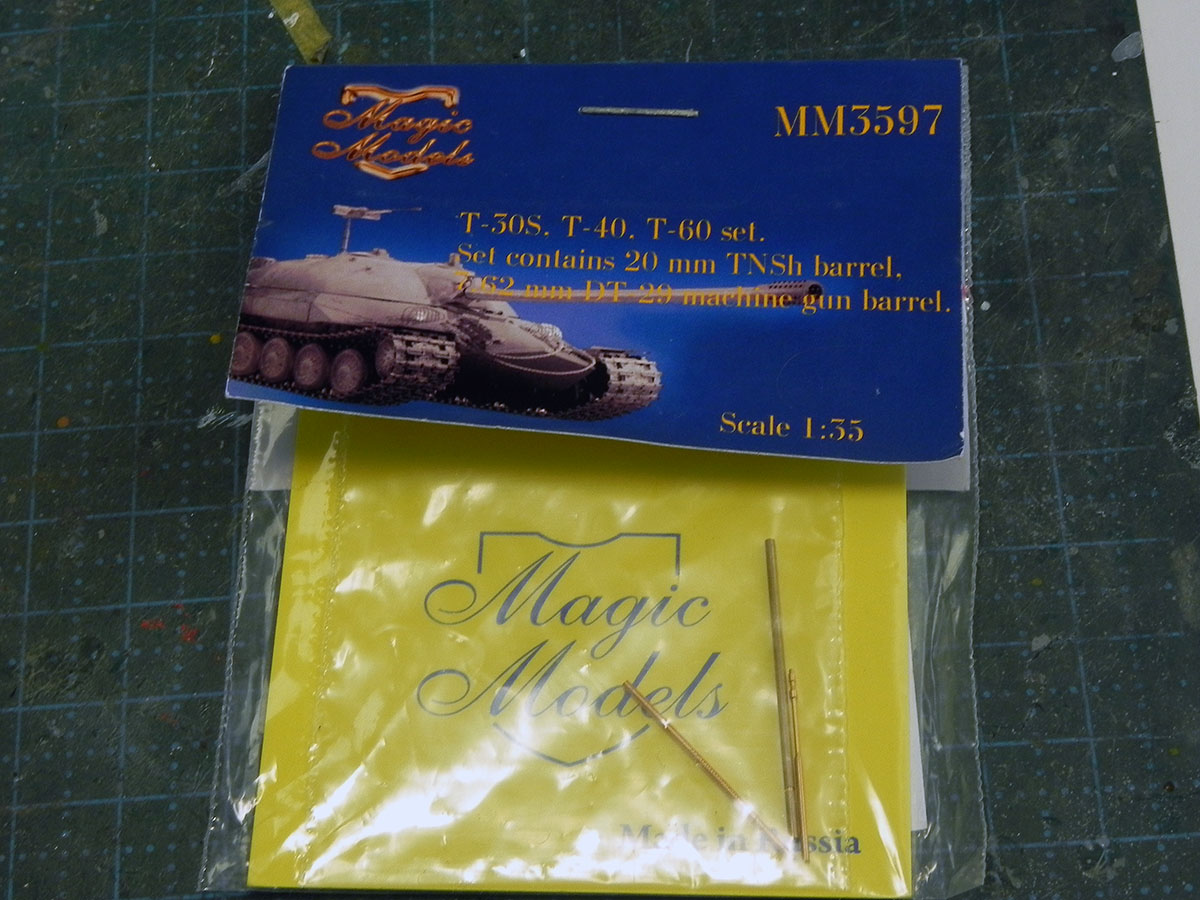 Magic
Models
MM3597
T-30S. T-40. T-60 set.
Set contains 20 mm TNSh barrel,
7.62 mm DT-29 machine gun barrel.
Scale 1:35
Magic
Models
Made in Russia